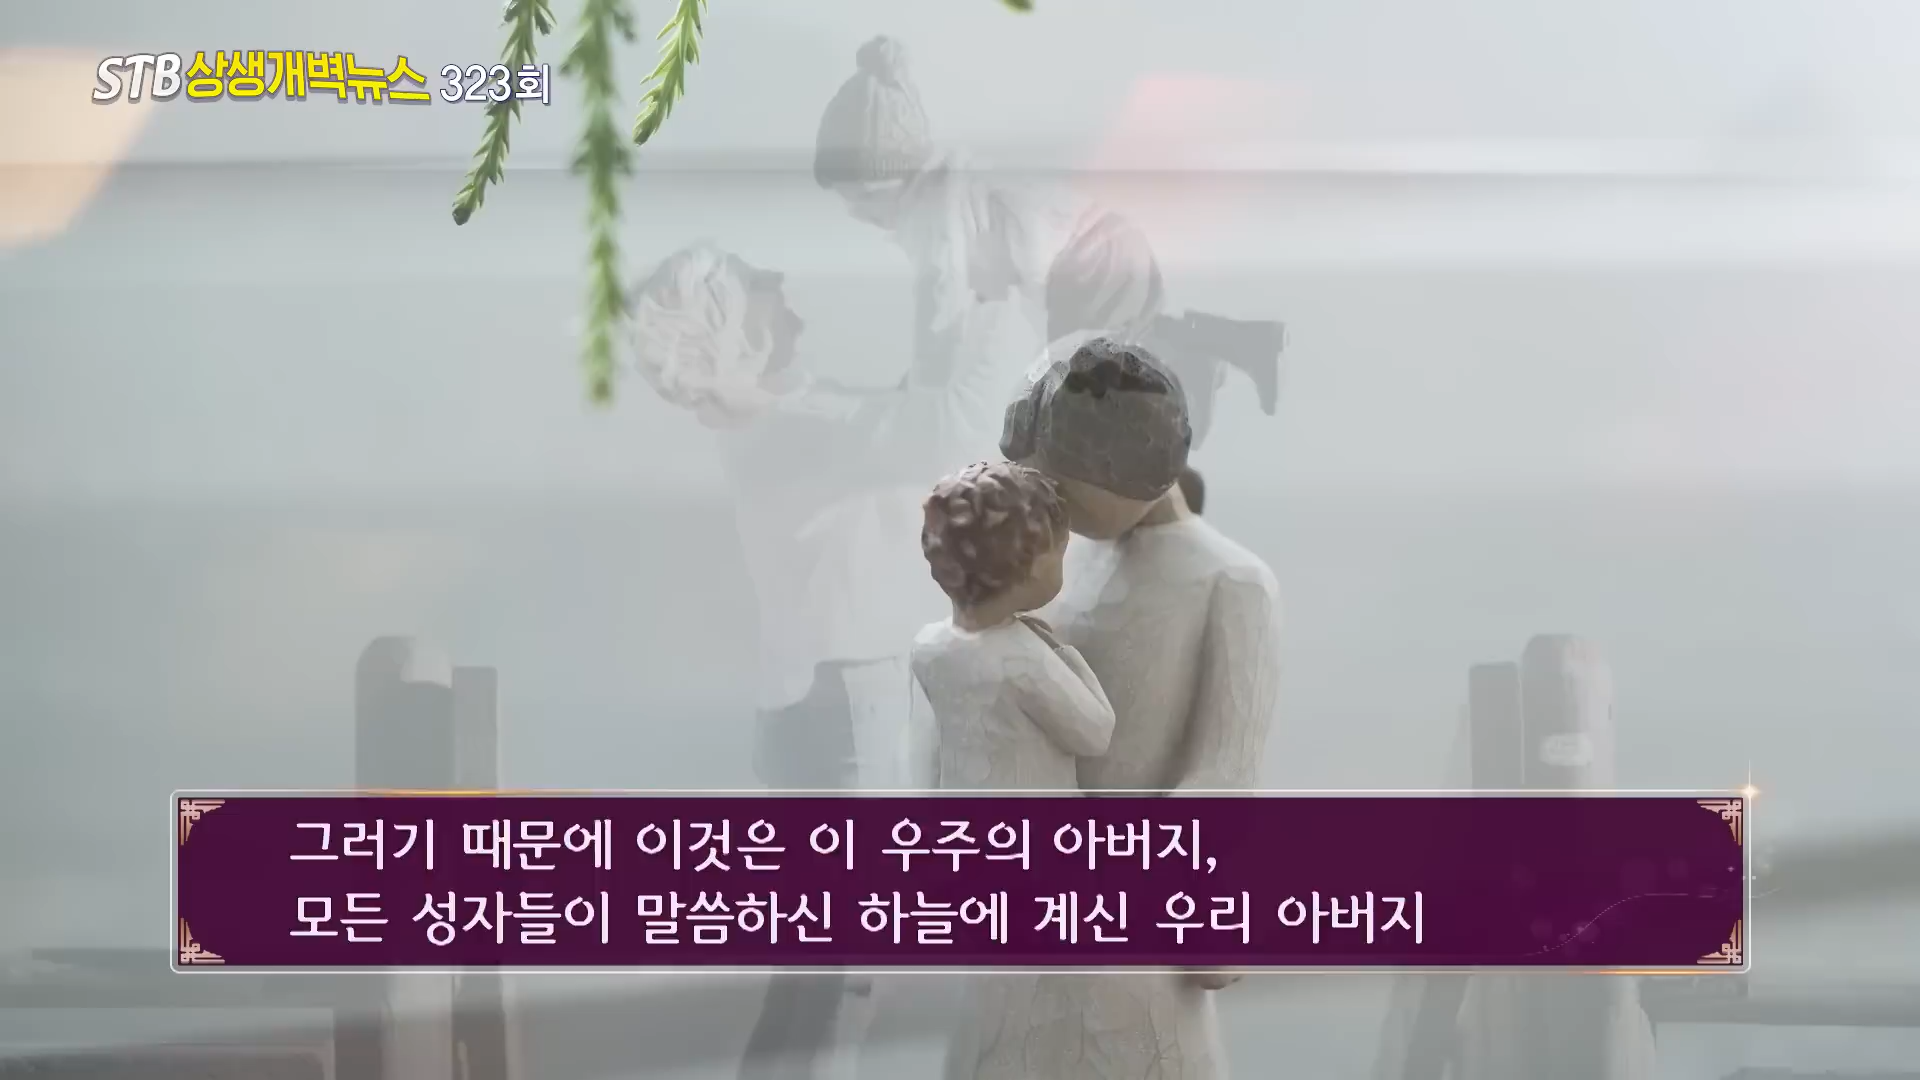 STB상생개벽뉴스 323회
그러기 때문에 이것은 이 우주의 아버지,
모든 성자들이 말씀하신 하늘에 계신 우리 아버지